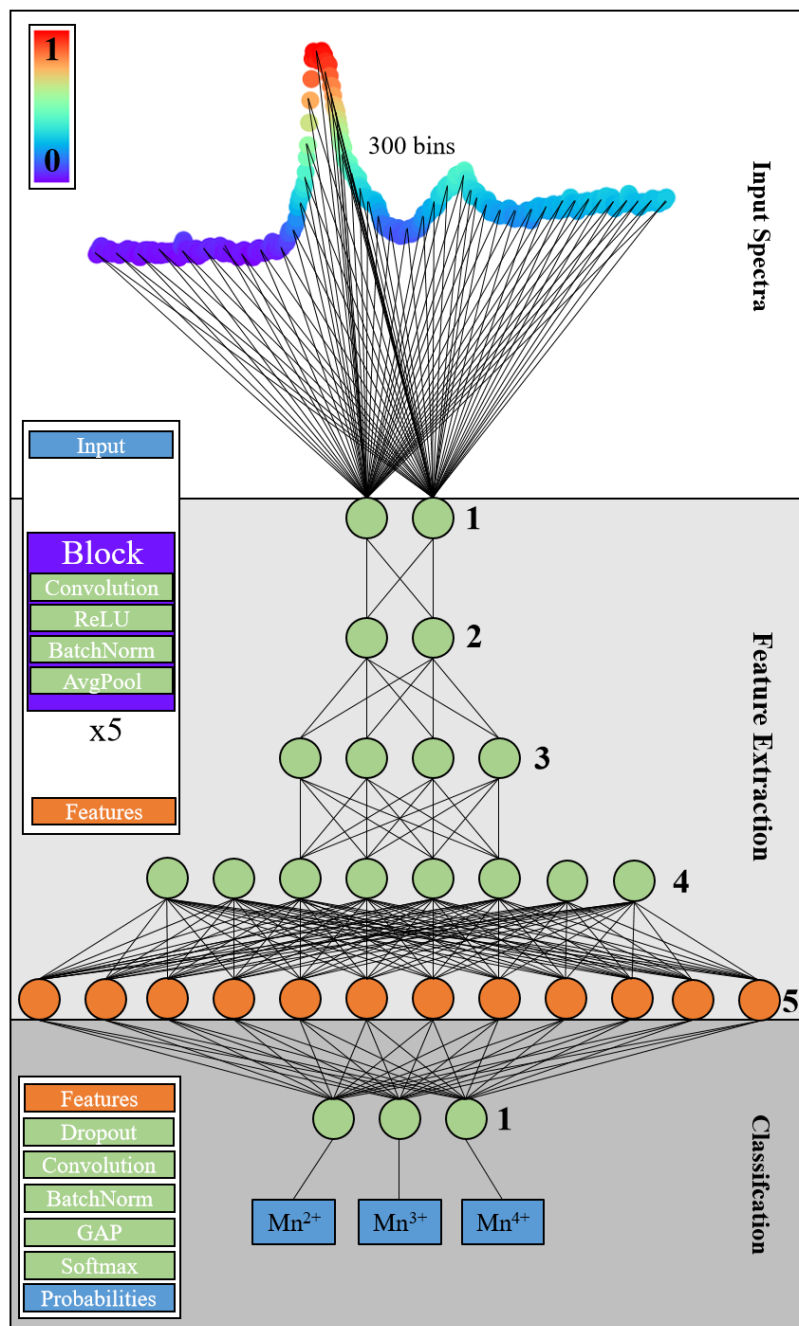 1
0
300 bins
Input Spectra
Input
Block
Convolution
ReLU
BatchNorm
AvgPool
x5
Features
1
2
3
4
5
Feature Extraction
Features
Dropout
Convolution
BatchNorm
GAP
Softmax
Probabilities
1
Mn²⁺
Mn³⁺
Mn⁴⁺
Classifcation